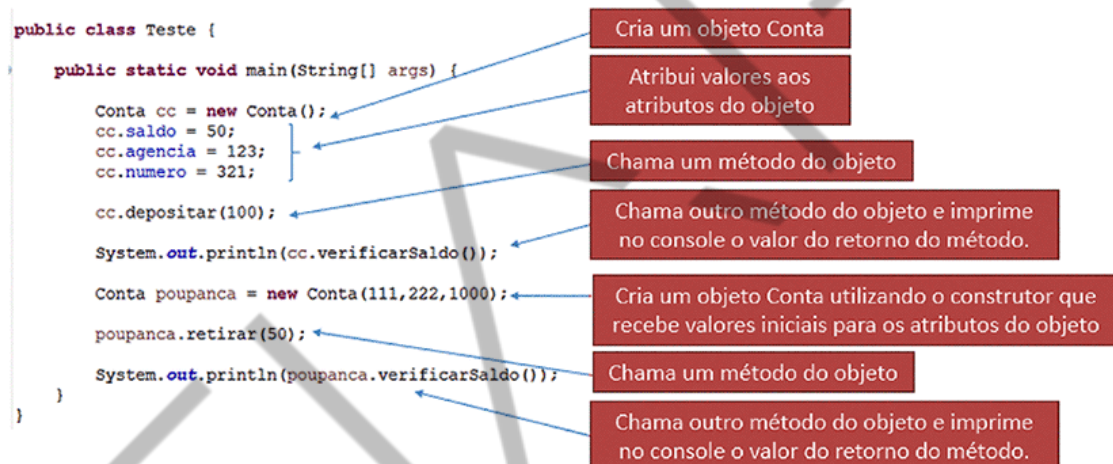 public class Teste {
public static void main(String[] args) {
Conta cc = new Conta();
cc.saldo = 50;
cc.agencia = 123;
cc.numero = 321;
cc.depositar(100);
System.out.println(cc.verificarSaldo());
Conta poupanca = new Conta(111,222,1000);
poupanca.retirar(50);
System.out.println(poupanca.verificarSaldo());
}
}
Cria um objeto Conta
Atribui valores aos
atributos do objeto
Chama um método do objeto
Chama outro método do objeto e imprime
no console o valor do retorno do método.
Cria um objeto Conta utilizando o construtor que
recebe valores iniciais para os atributos do objeto
Chama um método do objeto
Chama outro método do objeto e imprime
no console o valor do retorno do método.